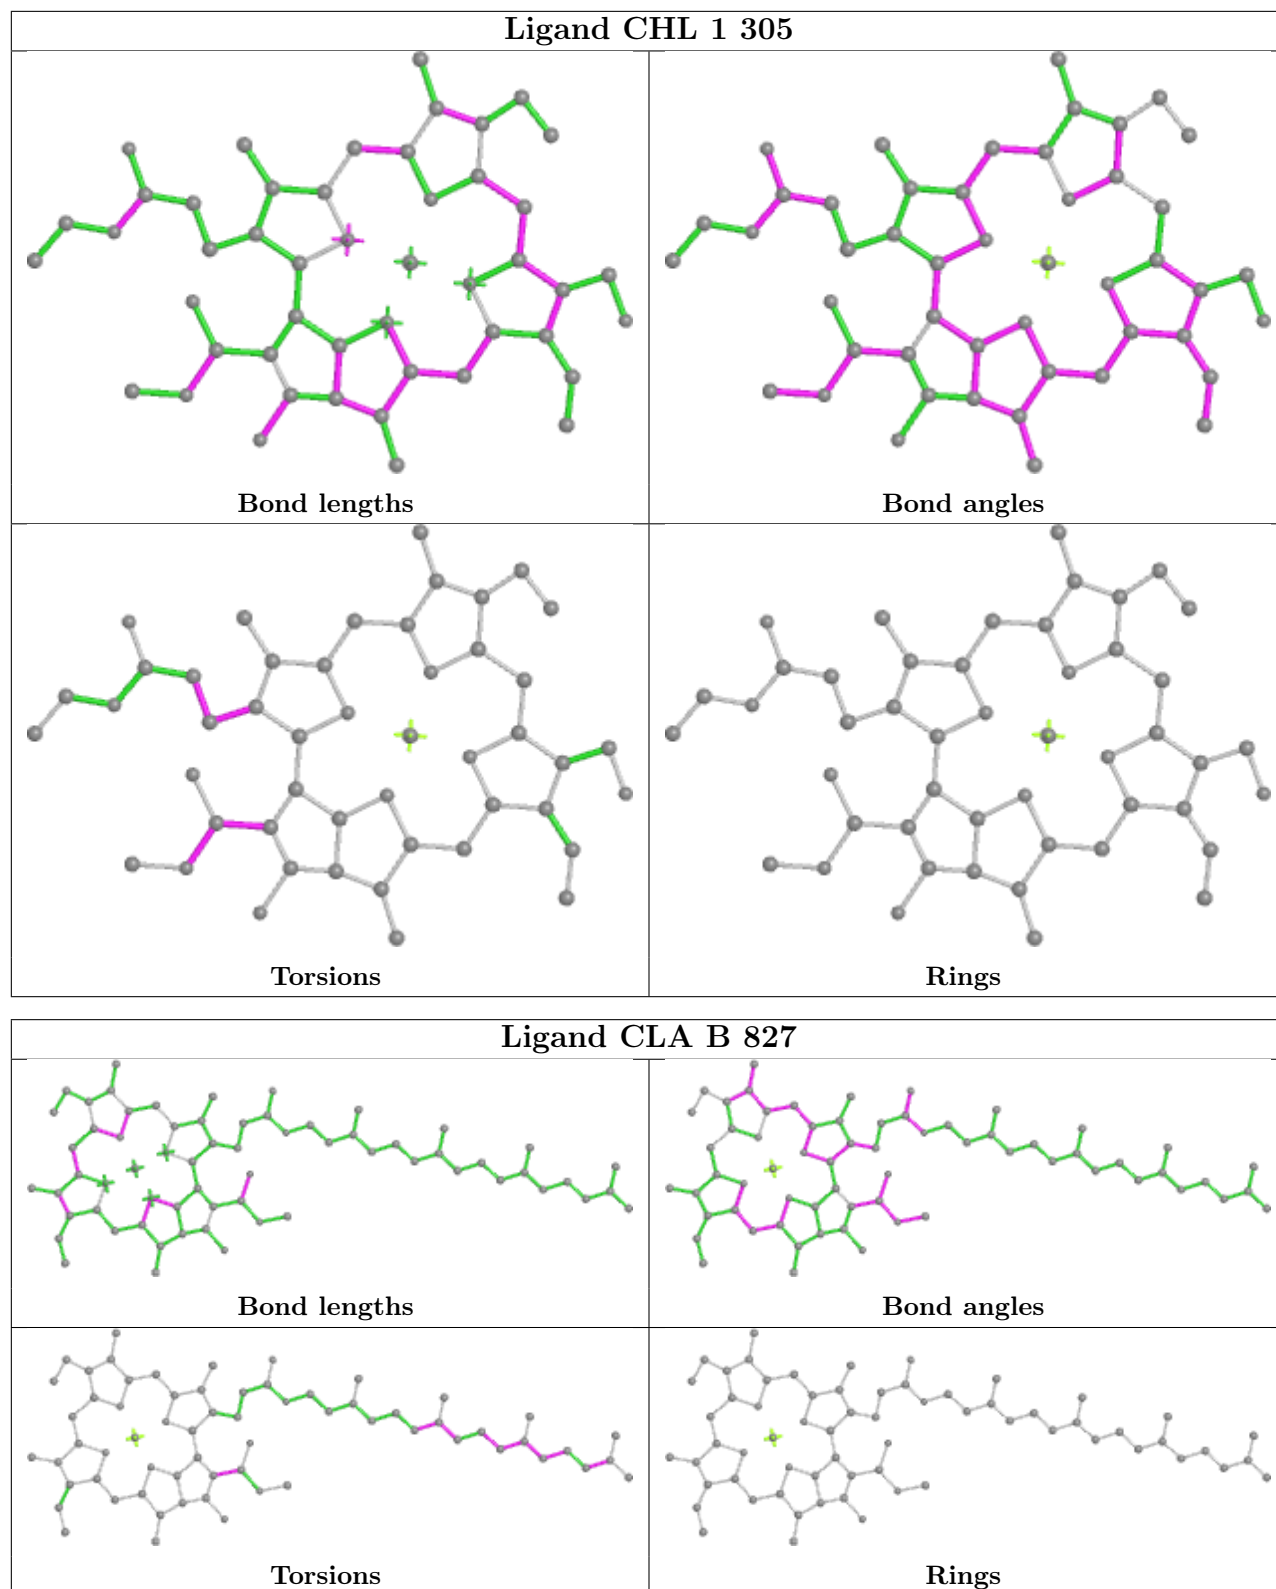 Ligand CHL 1 305
Bond lengths
Bond angles
Torsions
Rings
Ligand CLA B 827
Bond lengths
Bond angles
Torsions
Rings